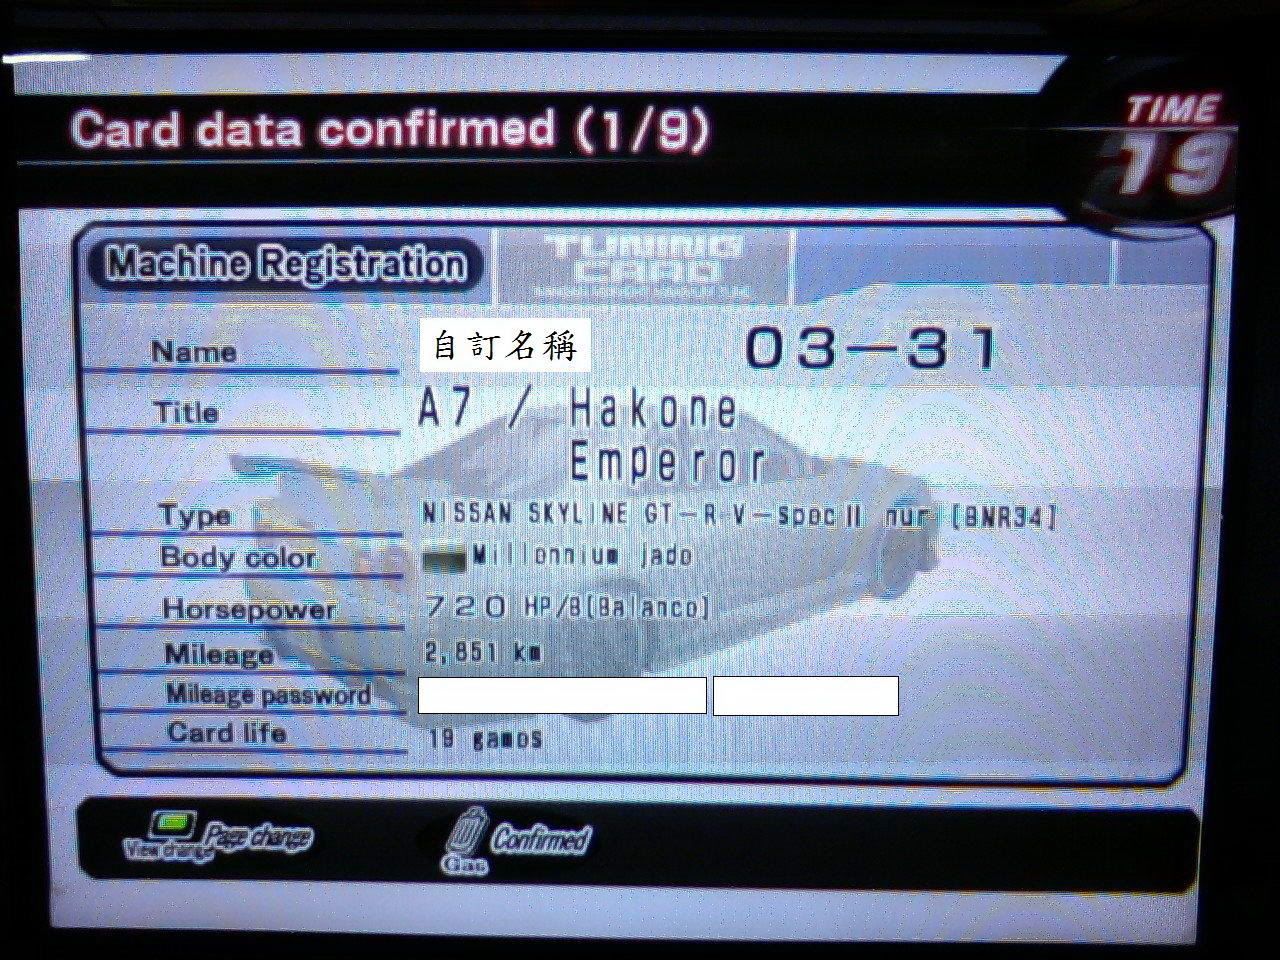 Card data confirmed (1/9)
TIME
19
TUNING
CARD
Machine Registration
Name 自訂名稱 03-31
Title A7 / Hakone
Emperor
Type NISSAN SKYLINE GT-R V-Spec II nur [BNR34]
Body color Millennium jade
Horsepower 720 HP/B[Balance]
Mileage 2,851 km
Mileage password
Card life 19 games
View change Page change
Gas Confirmed